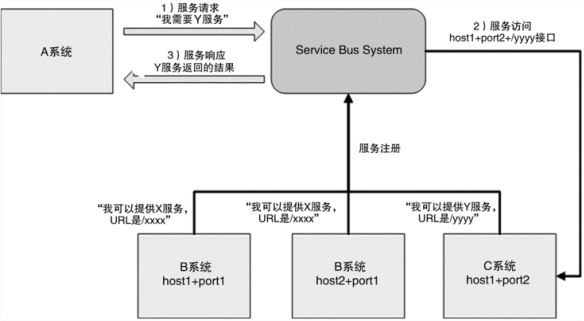 1）服务请求
“我需要Y服务”
A系统
3）服务响应
Y服务返回的结果
Service Bus System
2）服务访问
host1+port2+/yyyy接口
服务注册
“我可以提供X服务，
URL是/xxxx”
“我可以提供X服务，
URL是/xxxx”
“我可以提供Y服务，
URL是/yyyy”
B系统
host1+port1
B系统
host2+port1
C系统
host1+port2